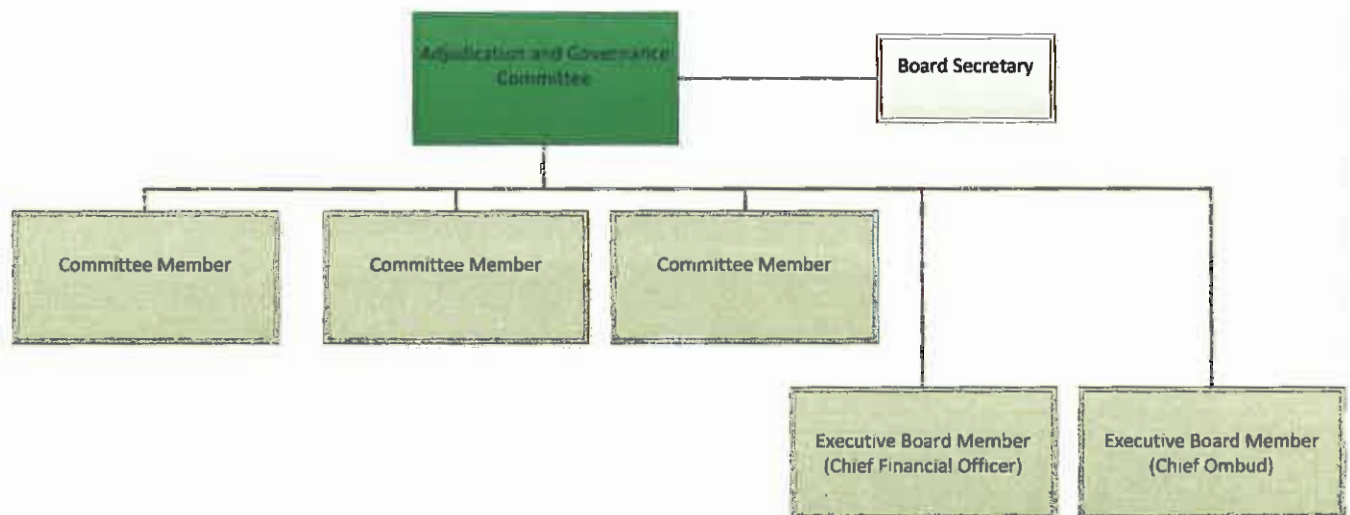 Adjudication and Governance
Committee
Board Secretary
Committee Member
Committee Member
Committee Member
Executive Board Member
(Chief Financial Officer)
Executive Board Member
(Chief Ombud)